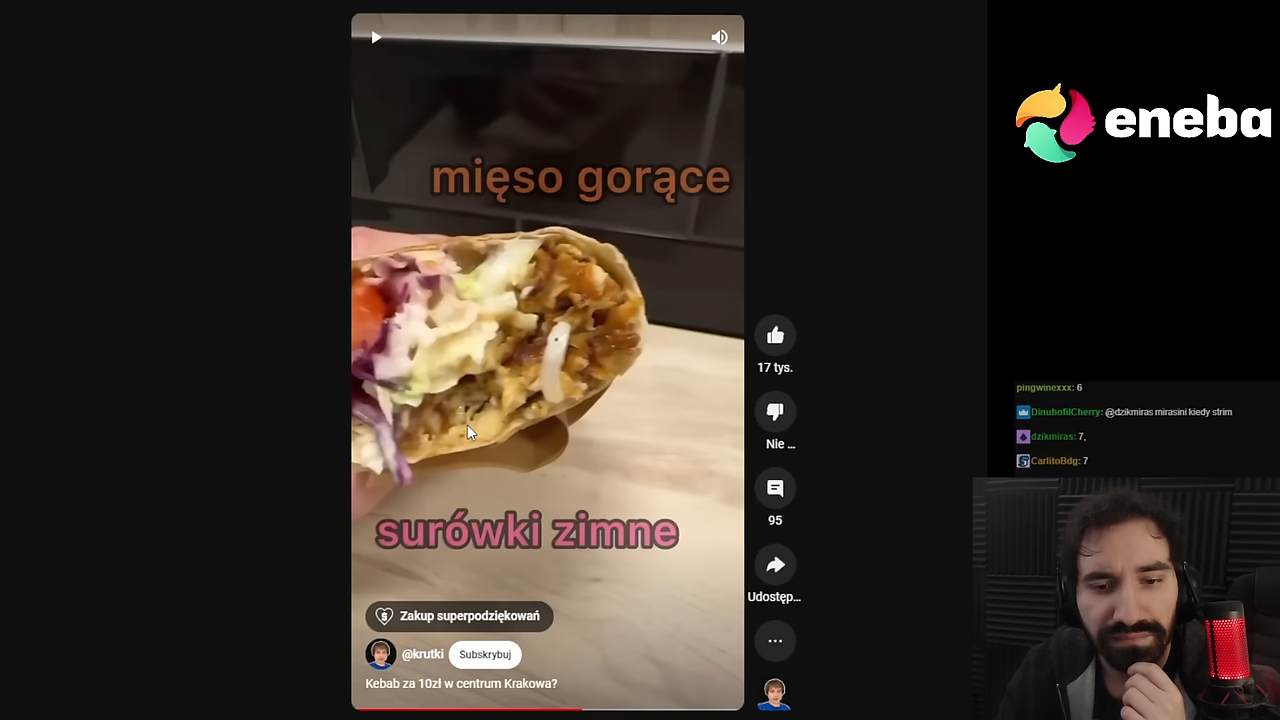 mięso gorące
surówki zimne
Zakup superpodziękowań
@krutki
Subskrybuj
Kebab za 10zł w centrum Krakowa?
17 tys.
Nie ...
95
Udostęp...
eneba
pingwinexxx: 6
DinuhofilCherry: @dzikmiras mirasini kiedy strim
dzikmiras: 7,
CarlitoBdg: 7